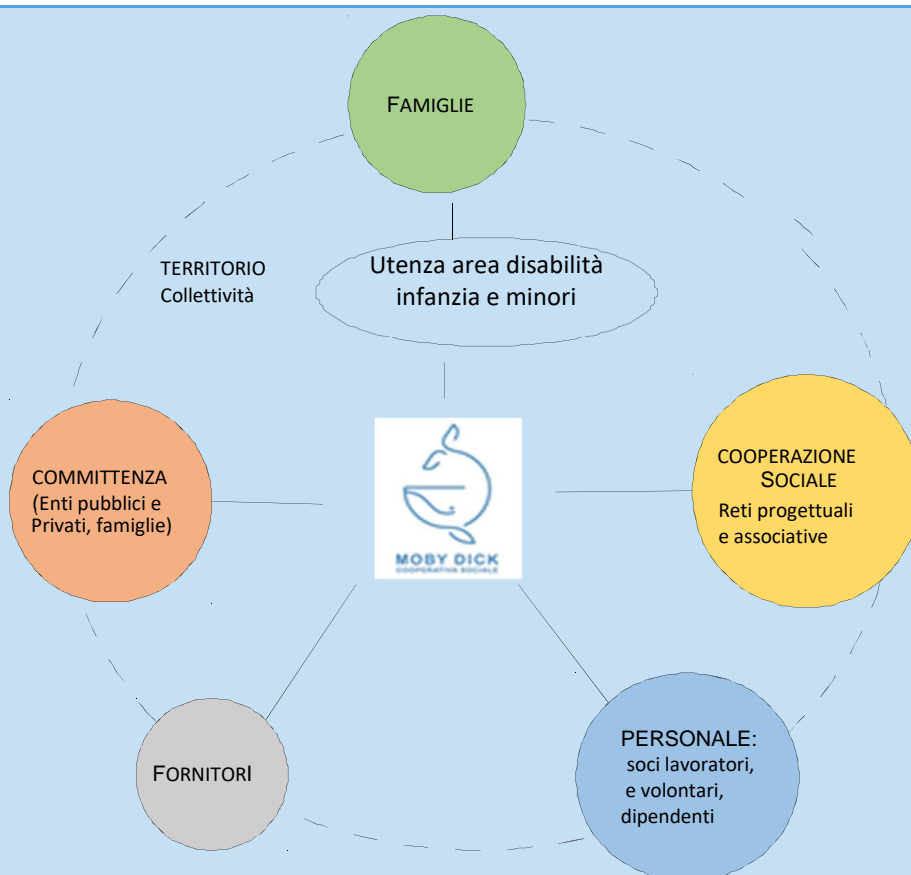 FAMIGLIE
Utenza area disabilità
infanzia e minori
TERRITORIO
Collettività
COMMITTENZA
(Enti pubblici e
Privati, famiglie)
MOBY DICK
COOPERATIVA SOCIALE
COOPERAZIONE
SOCIALE
Reti progettuali
e associative
FORNITORI
PERSONALE:
soci lavoratori,
e volontari,
dipendenti